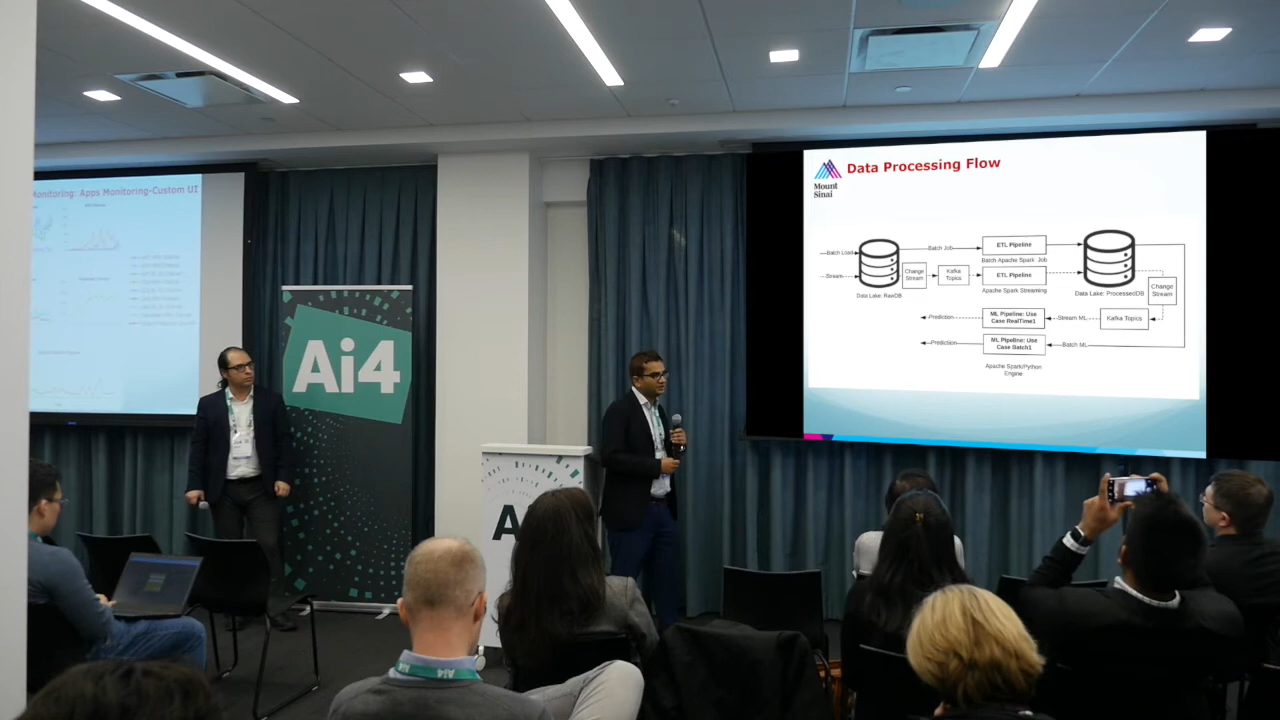 Monitoring: Apps Monitoring-Custom UI
Ai4
A
Ai4
Mount
Sinai
Data Processing Flow
Batch Load
Stream
Data Lake: RawDB
Change
Stream
Kafka
Topics
Batch Job
ETL Pipeline
Batch Apache Spark Job
ETL Pipeline
Apache Spark Streaming
Data Lake: ProcessedDB
Change
Stream
Prediction
ML Pipeline: Use
Case RealTime1
Stream ML
Kafka Topics
Prediction
ML Pipeline: Use
Case Batch1
Batch ML
Apache Spark/Python
Engine